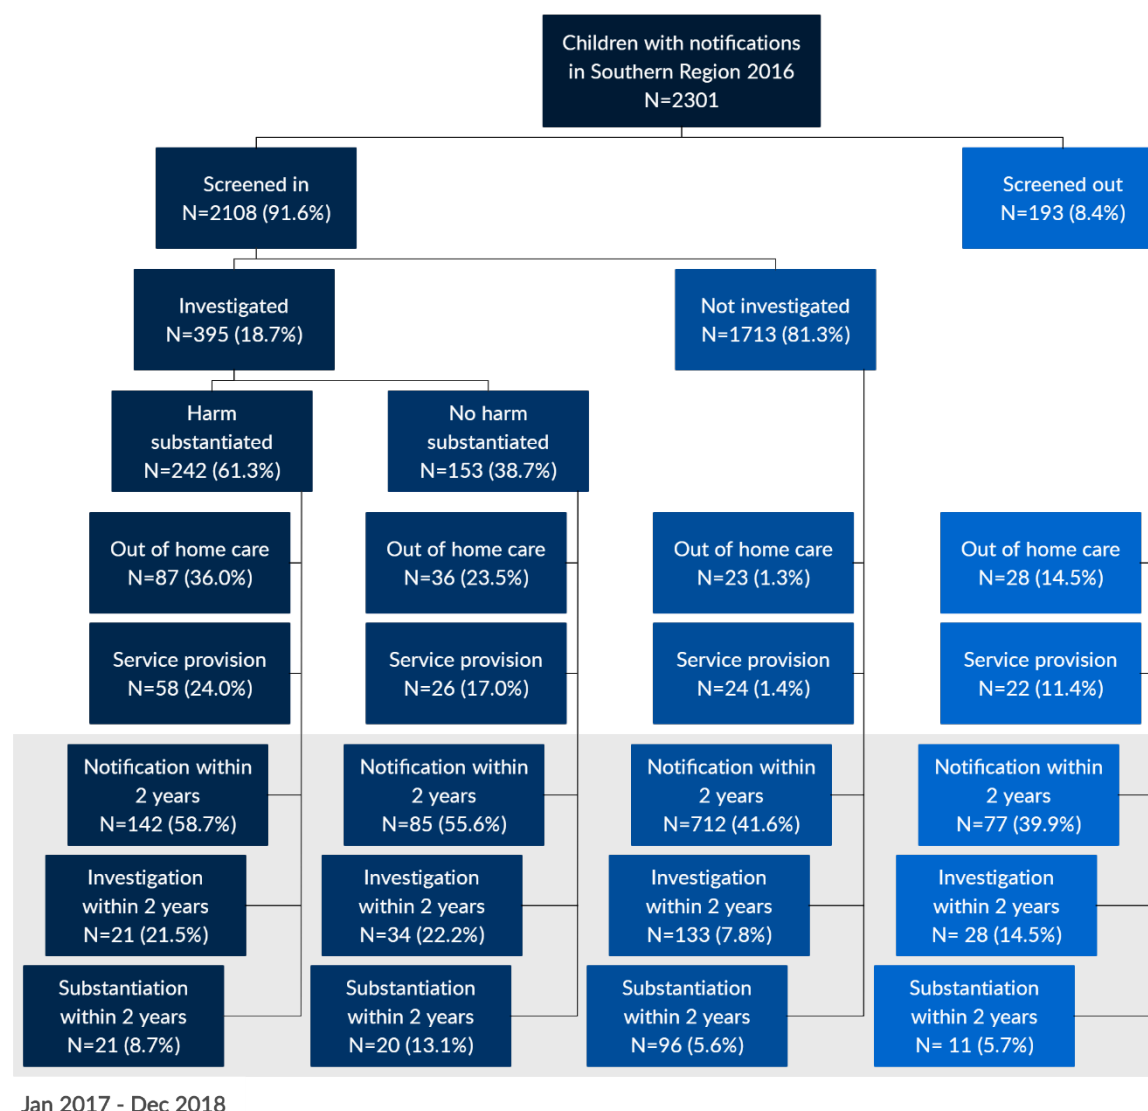 Children with notifications
in Southern Region 2016
N=2301
Screened in
N=2108 (91.6%)
Screened out
N=193 (8.4%)
Investigated
N=395 (18.7%)
Not investigated
N=1713 (81.3%)
Harm
substantiated
N=242 (61.3%)
No harm
substantiated
N=153 (38.7%)
Out of home care
N=87 (36.0%)
Out of home care
N=36 (23.5%)
Out of home care
N=23 (1.3%)
Out of home care
N=28 (14.5%)
Service provision
N=58 (24.0%)
Service provision
N=26 (17.0%)
Service provision
N=24 (1.4%)
Service provision
N=22 (11.4%)
Notification within
2 years
N=142 (58.7%)
Notification within
2 years
N=85 (55.6%)
Notification within
2 years
N=712 (41.6%)
Notification within
2 years
N=77 (39.9%)
Investigation
within 2 years
N=21 (21.5%)
Investigation
within 2 years
N=34 (22.2%)
Investigation
within 2 years
N=133 (7.8%)
Investigation
within 2 years
N= 28 (14.5%)
Substantiation
within 2 years
N=21 (8.7%)
Substantiation
within 2 years
N=20 (13.1%)
Substantiation
within 2 years
N=96 (5.6%)
Substantiation
within 2 years
N= 11 (5.7%)
Jan 2017 - Dec 2018